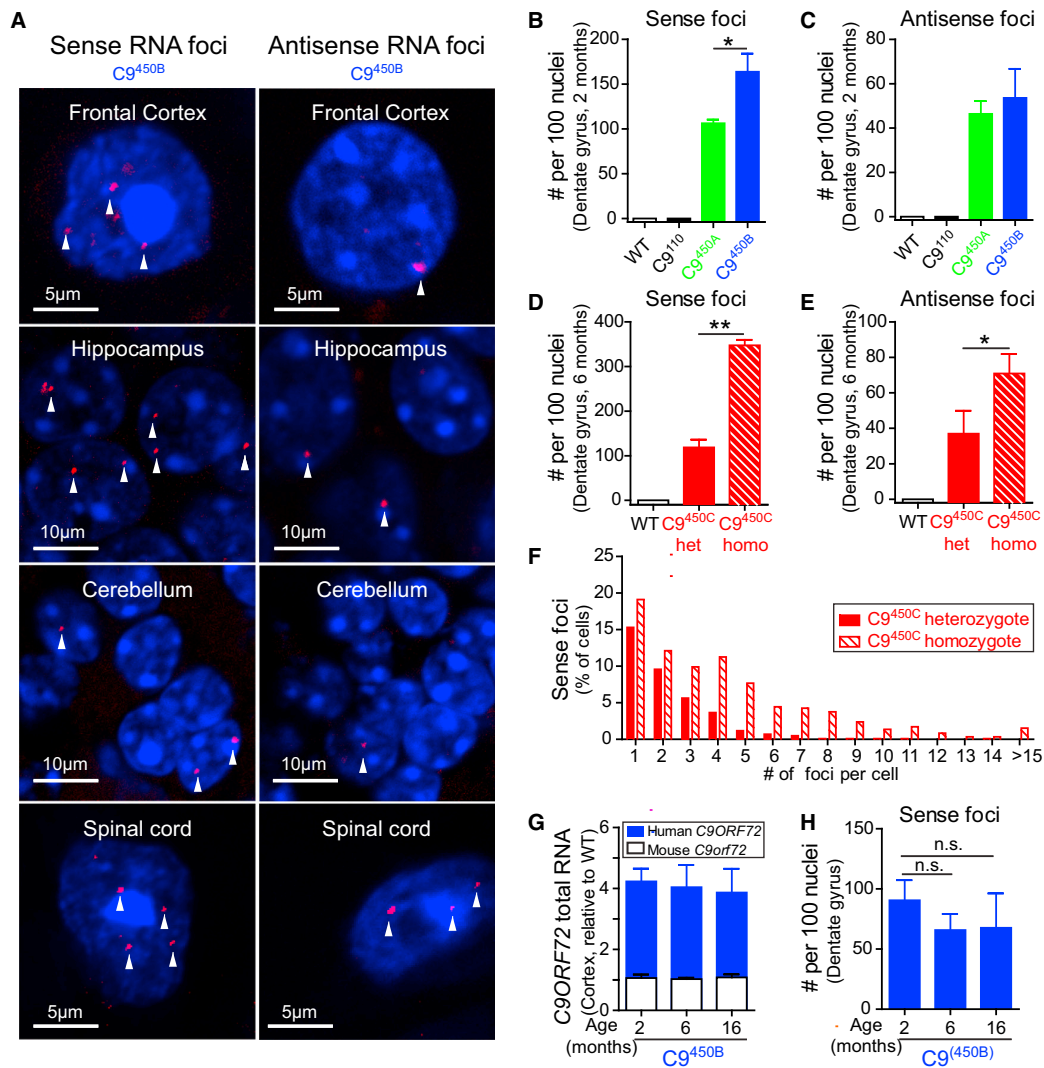 A
Sense RNA foci
C9450B
Antisense RNA foci
C9450B
Frontal Cortex
5µm
Frontal Cortex
5µm
Hippocampus
10µm
Hippocampus
10µm
Cerebellum
10µm
Cerebellum
10µm
Spinal cord
5µm
Spinal cord
5µm
B
Sense foci
# per 100 nuclei
(Dentate gyrus, 2 months)
200
150
100
50
0
*
WT
C9110
C9450A
C9450B
C
Antisense foci
# per 100 nuclei
(Dentate gyrus, 2 months)
80
60
40
20
0
WT
C9110
C9450A
C9450B
D
Sense foci
# per 100 nuclei
(Dentate gyrus, 6 months)
400
300
200
100
0
**
WT
C9450C
het
C9450C
homo
E
Antisense foci
# per 100 nuclei
(Dentate gyrus, 6 months)
100
80
60
40
20
0
*
WT
C9450C
het
C9450C
homo
F
Sense foci
(% of cells)
25
20
15
10
5
0
C9450C heterozygote
C9450C homozygote
1 2 3 4 5 6 7 8 9 10 11 12 13 14 >15
# of foci per cell
G
C9ORF72 total RNA
(Cortex, relative to WT)
6
4
2
0
Human C9ORF72
Mouse C9orf72
Age 2 6 16
(months)
C9450B
H
Sense foci
# per 100 nuclei
(Dentate gyrus)
150
100
50
0
n.s.
n.s.
Age 2 6 16
(months)
C9(450B)